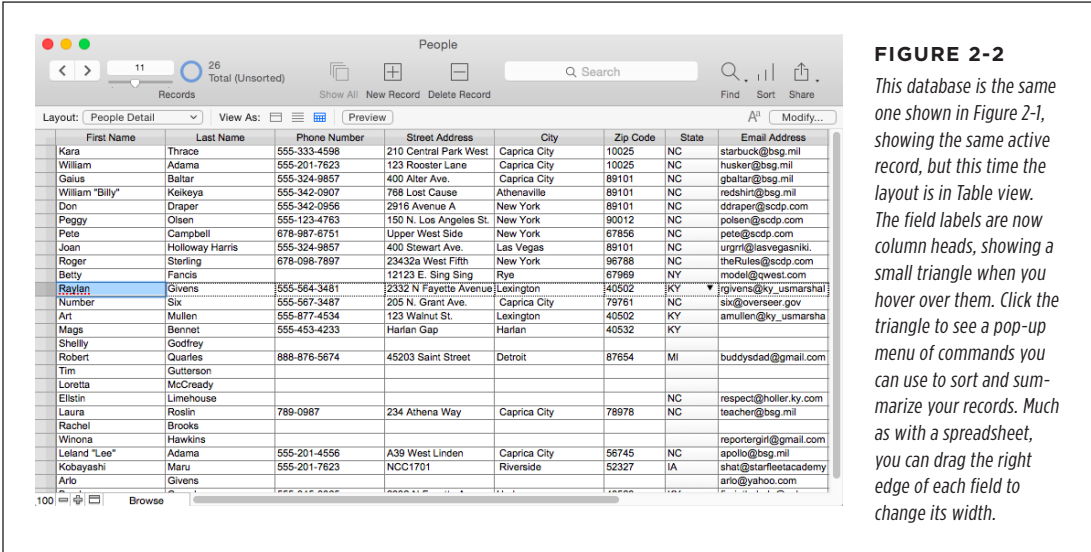 People
11
26
Total (Unsorted)
Records
Show All New Record Delete Record
Search
Find Sort Share
Layout: People Detail View As: Preview Aa Modify...
First Name Last Name Phone Number Street Address City Zip Code State Email Address
Kara Thrace 555-333-4598 210 Central Park West Caprica City 10025 NC starbuck@bsg.mil
William Adama 555-201-7623 123 Rooster Lane Caprica City 10025 NC husker@bsg.mil
Gaius Baltar 555-324-9857 400 Alter Ave. Caprica City 89101 NC gbaltar@bsg.mil
William "Billy" Keikeya 555-342-0907 768 Lost Cause Athenaville 89101 NC redshirt@bsg.mil
Don Draper 555-342-0956 2916 Avenue A New York 89101 NC ddraper@scdp.com
Peggy Olsen 555-123-4763 150 N. Los Angeles St. New York 90012 NC polsen@scdp.com
Pete Campbell 678-987-6751 Upper West Side New York 67856 NC pete@scdp.com
Joan Holloway Harris 555-324-9857 400 Stewart Ave. Las Vegas 89101 NC urgrrl@lasvegasniki.
Roger Sterling 678-098-7897 23432a West Fifth New York 96788 NC theRules@scdp.com
Betty Fancis 12123 E. Sing Sing Rye 67969 NY model@qwest.com
Raylan Givens 555-564-3481 2332 N Fayette Avenue Lexington 40502 KY rgivens@ky_usmarshal
Number Six 555-567-3487 205 N. Grant Ave. Caprica City 79761 NC six@overseer.gov
Art Mullen 555-877-4534 123 Walnut St. Lexington 40502 KY amullen@ky_usmarsha
Mags Bennet 555-453-4233 Harlan Gap Harlan 40532 KY
Shellly Godfrey
Robert Quarles 888-876-5674 45203 Saint Street Detroit 87654 MI buddysdad@gmail.com
Tim Gutterson
Loretta McCready
Ellstin Limehouse NC respect@holler.ky.com
Laura Roslin 789-0987 234 Athena Way Caprica City 78978 NC teacher@bsg.mil
Rachel Brooks
Winona Hawkins reportergirl@gmail.com
Leland "Lee" Adama 555-201-4556 A39 West Linden Caprica City 56745 NC apollo@bsg.mil
Kobayashi Maru 555-201-7623 NCC1701 Riverside 52327 IA shat@starfleetacademy
Arlo Givens arlo@yahoo.com
100 Browse
FIGURE 2-2
This database is the same
one shown in Figure 2-1,
showing the same active
record, but this time the
layout is in Table view.
The field labels are now
column heads, showing a
small triangle when you
hover over them. Click the
triangle to see a pop-up
menu of commands you
can use to sort and sum-
marize your records. Much
as with a spreadsheet,
you can drag the right
edge of each field to
change its width.